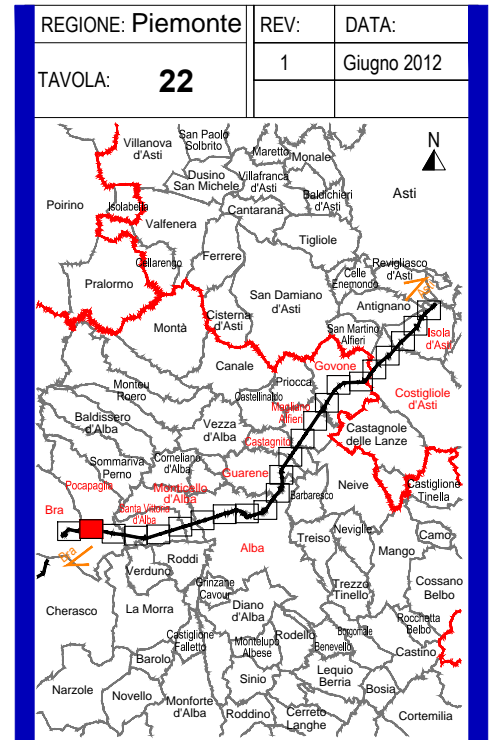 REGIONE: Piemonte
REV:
DATA:
TAVOLA: 22
1
Giugno 2012
N
San Paolo
Solbrito
Villanova
d'Asti
Maretto
Monale
Dusino
San Michele
Villafranca
d'Asti
Baldichieri
d'Asti
Asti
Poirino
Isolabella
Cantarana
Valfenera
Tigliole
Ferrere
Cellarengo
Revigliasco
d'Asti
Celle
Enemondo
Pralormo
San Damiano
d'Asti
Antignano
Cisterna
d'Asti
Montà
San Martino
Alfieri
Isola
d'Asti
Canale
Govone
Priocca
Monteu
Roero
Castellinaldo
Costigliole
d'Asti
Magliano
Alfieri
Baldissero
d'Alba
Vezza
d'Alba
Castagnito
Castagnole
delle Lanze
Corneliano
d'Alba
Sommariva
Perno
Guarene
Pocapaglia
Monticello
d'Alba
Neive
Castiglione
Tinella
Barbaresco
Bra
Santa Vittoria
d'Alba
Neviglie
Camo
Treiso
Alba
Mango
Bra
Roddi
Verduno
Grinzane
Cavour
Trezzo
Tinello
Cossano
Belbo
Cherasco
La Morra
Diano
d'Alba
Rocchetta
Belbo
Castiglione
Falletto
Rodello
Borgomale
Montelupo
Albese
Benevello
Castino
Barolo
Lequio
Berria
Sinio
Narzole
Novello
Bosia
Monforte
d'Alba
Roddino
Cerreto
Langhe
Cortemilia